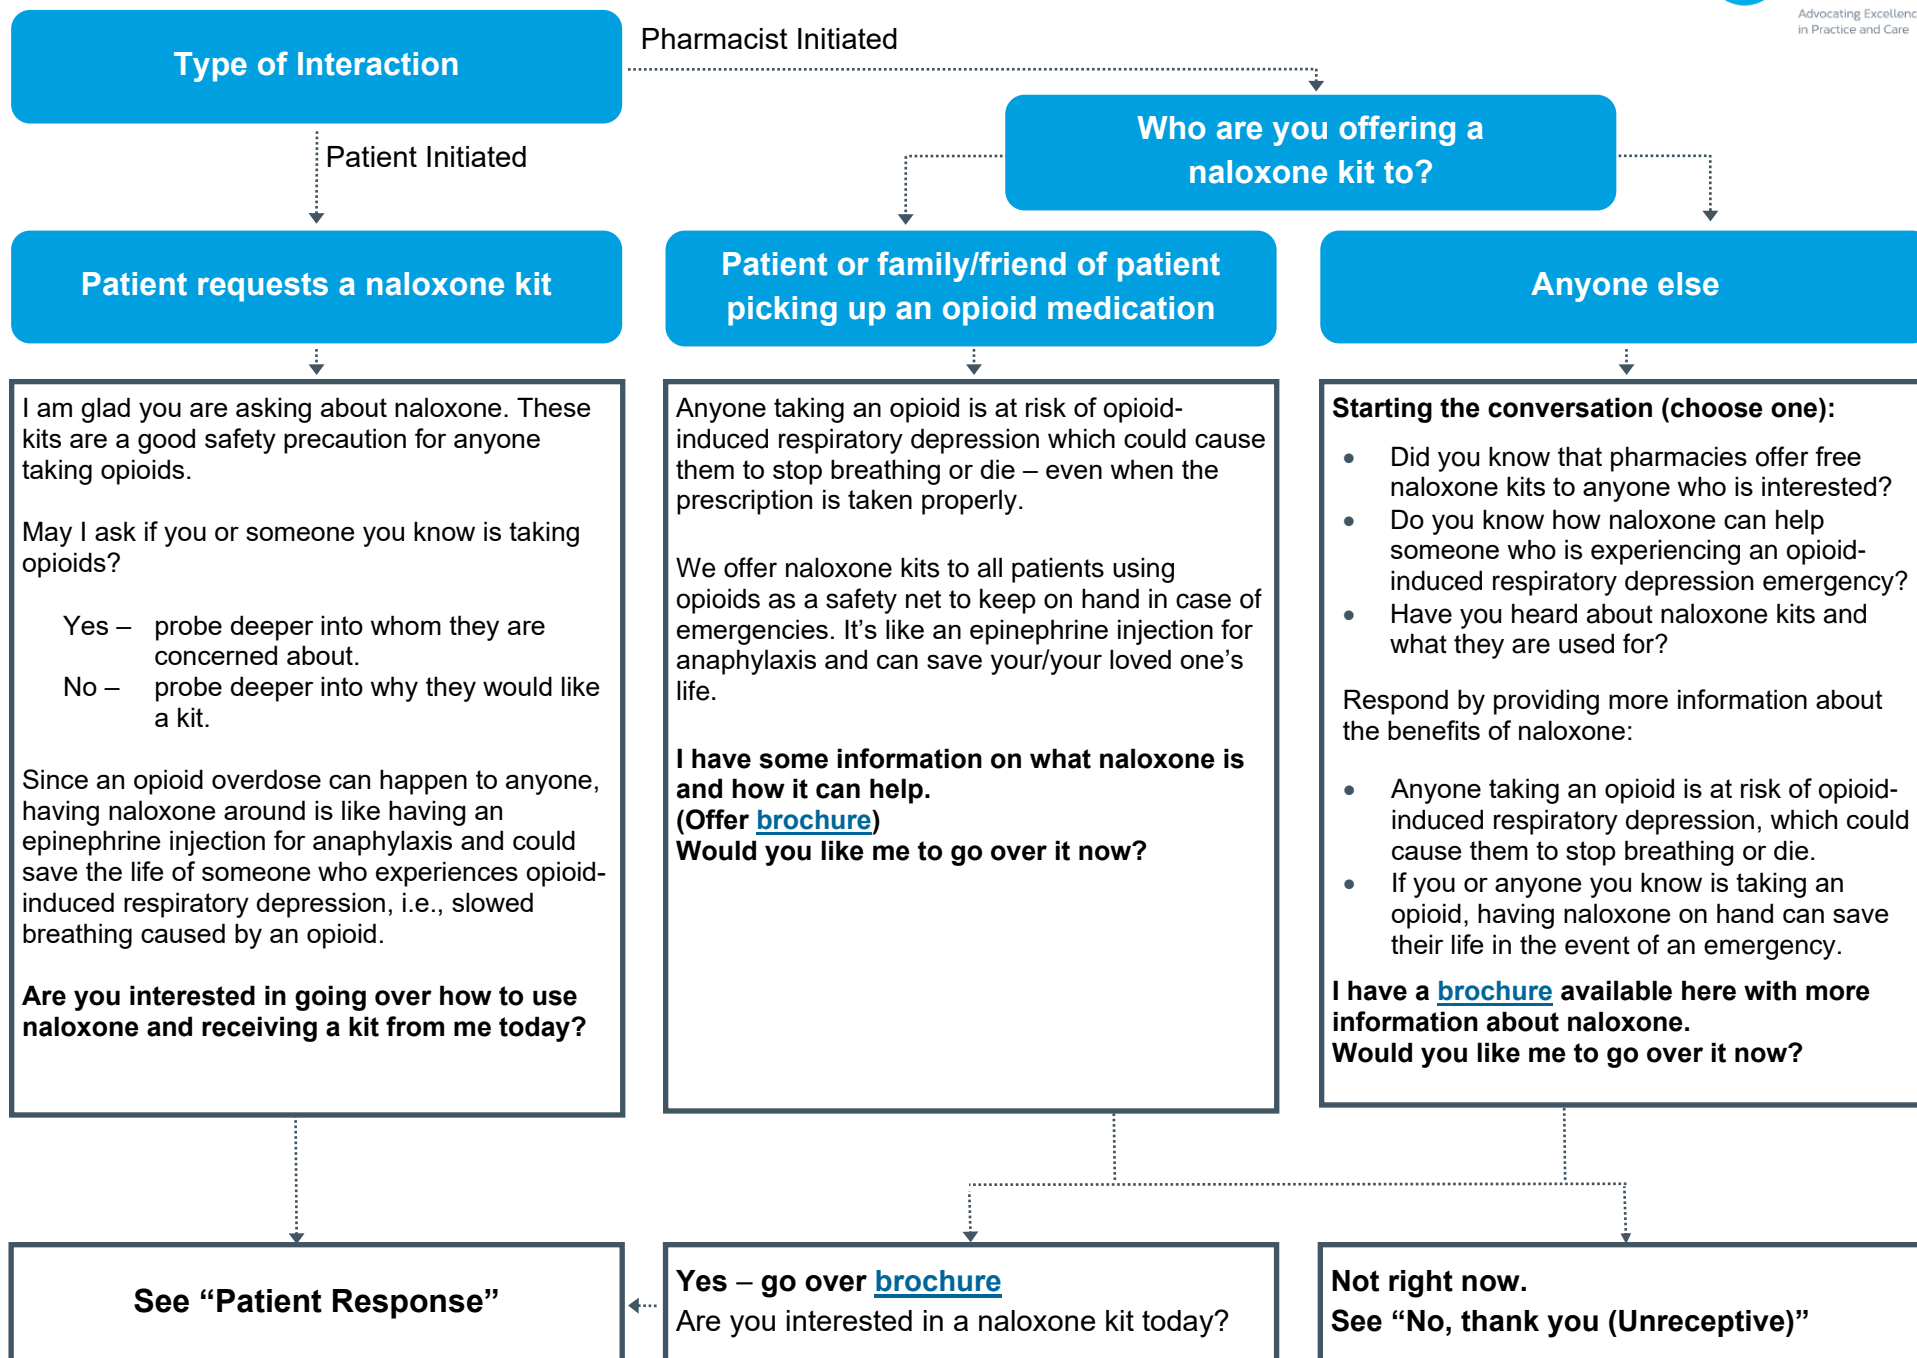 Advocating Excellenc
in Practice and Care
Type of Interaction
Pharmacist Initiated
Patient Initiated
Who are you offering a
naloxone kit to?
Patient requests a naloxone kit
Patient or family/friend of patient
picking up an opioid medication
Anyone else
I am glad you are asking about naloxone. These
kits are a good safety precaution for anyone
taking opioids.
May I ask if you or someone you know is taking
opioids?
Yes – probe deeper into whom they are
concerned about.
No – probe deeper into why they would like
a kit.
Since an opioid overdose can happen to anyone,
having naloxone around is like having an
epinephrine injection for anaphylaxis and could
save the life of someone who experiences opioid-
induced respiratory depression, i.e., slowed
breathing caused by an opioid.
Are you interested in going over how to use
naloxone and receiving a kit from me today?
Anyone taking an opioid is at risk of opioid-
induced respiratory depression which could cause
them to stop breathing or die – even when the
prescription is taken properly.
We offer naloxone kits to all patients using
opioids as a safety net to keep on hand in case of
emergencies. It’s like an epinephrine injection for
anaphylaxis and can save your/your loved one’s
life.
I have some information on what naloxone is
and how it can help.
(Offer brochure)
Would you like me to go over it now?
Starting the conversation (choose one):
• Did you know that pharmacies offer free
naloxone kits to anyone who is interested?
• Do you know how naloxone can help
someone who is experiencing an opioid-
induced respiratory depression emergency?
• Have you heard about naloxone kits and
what they are used for?
Respond by providing more information about
the benefits of naloxone:
• Anyone taking an opioid is at risk of opioid-
induced respiratory depression, which could
cause them to stop breathing or die.
• If you or anyone you know is taking an
opioid, having naloxone on hand can save
their life in the event of an emergency.
I have a brochure available here with more
information about naloxone.
Would you like me to go over it now?
See “Patient Response”
Yes – go over brochure
Are you interested in a naloxone kit today?
Not right now.
See “No, thank you (Unreceptive)”